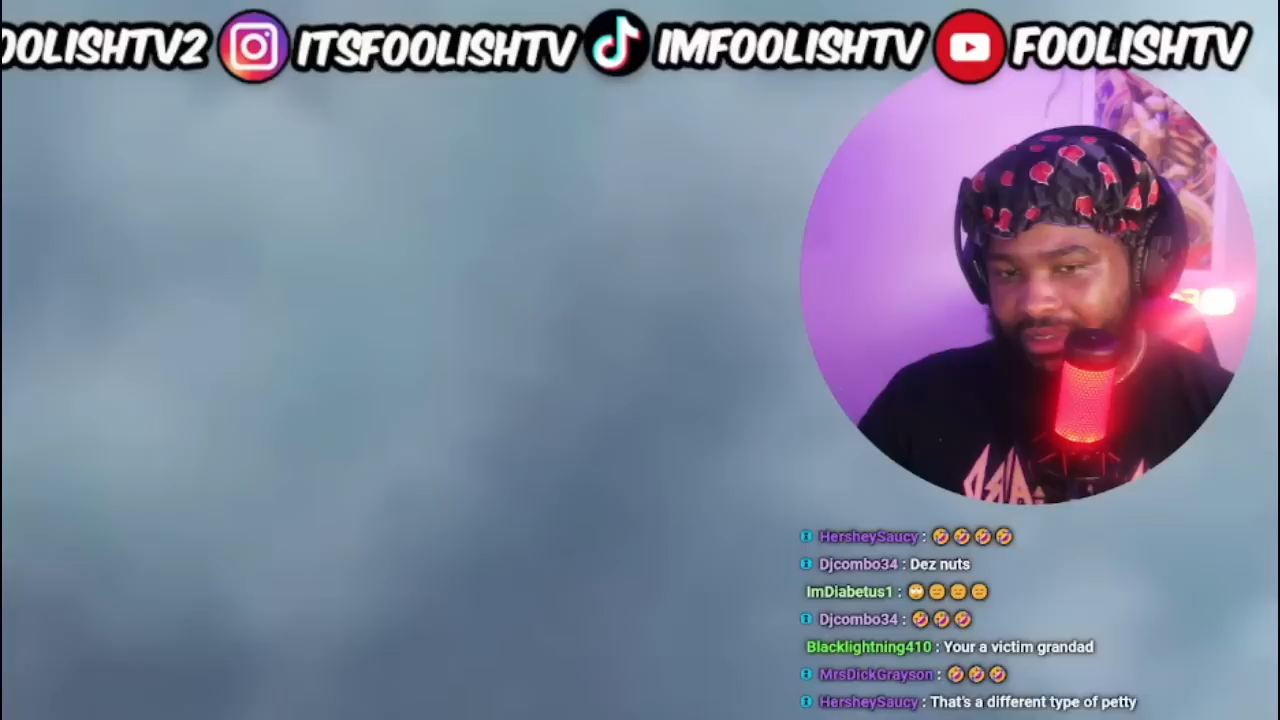 OOLISHTV2 ITSFOOLISHTV IMFOOLISHTV FOOLISHTV
HersheySaucy : 🤣🤣🤣🤣
Djcombo34 : Dez nuts
ImDiabetus1 : 🙄😑😑😑
Djcombo34 : 🤣🤣🤣
Blacklightning410 : Your a victim grandad
MrsDickGrayson : 🤣🤣🤣
HersheySaucy : That's a different type of petty